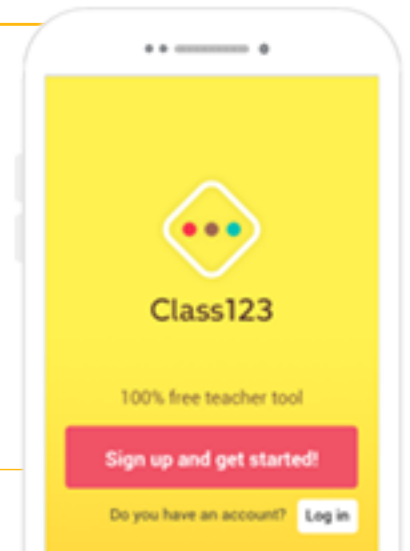 Class123
100% free teacher tool
Sign up and get started!
Do you have an account? Log in